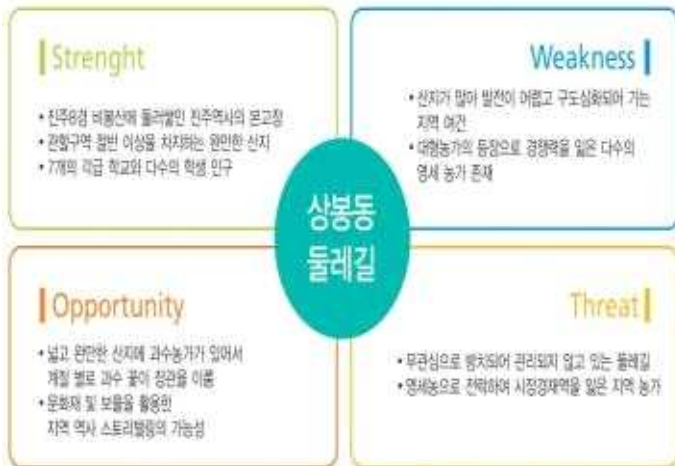 Strenght
• 진주8경 비봉산에 둘러쌓인 진주역사의 본고장
• 관할구역 절반 이상을 차지하는 완만한 산지
• 7개의 각급 학교와 다수의 학생 인구
Weakness
• 산지가 많아 발전이 어렵고 구도심화되어 가는
지역 여건
• 대형농가의 등장으로 경쟁력을 잃은 다수의
영세 농가 존재
상봉동
둘레길
Opportunity
• 넓고 완만한 산지에 과수농가가 있어서
계절 별로 과수 꽃이 장관을 이룸
• 문화재 및 보물을 활용한
지역 역사 스토리텔링의 가능성
Threat
• 무관심으로 방치되어 관리되지 않고 있는 둘레길
• 영세농으로 전락하여 시장경쟁력을 잃은 지역 농가